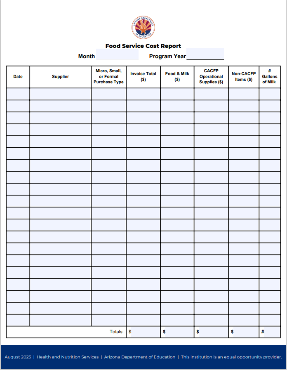 Food Service Cost Report
Month Program Year
Date Supplier Micro, Small, or Formal Purchase Type Invoice Total ($) Food & Milk ($) CACFP Operational Supplies ($) Non-CACFP Items ($) # Gallons of Milk
Totals: $ $ $ $ #
August 2025 | Health and Nutrition Services | Arizona Department of Education | This institution is an equal opportunity provider.